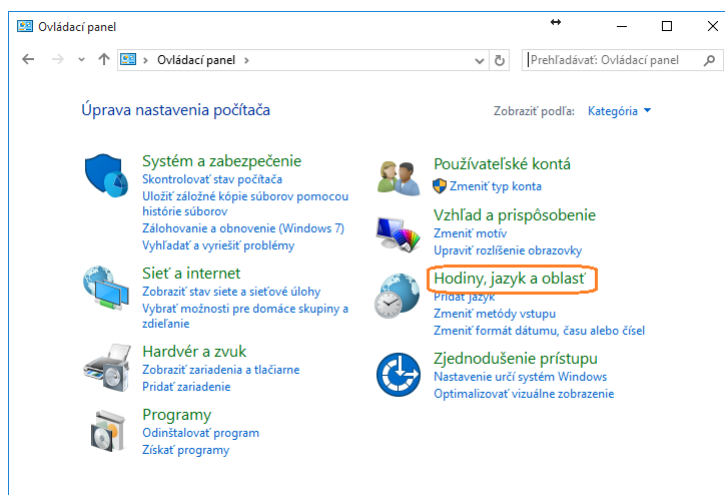 Ovládací panel
Ovládací panel
Prehľadávať: Ovládací panel
Úprava nastavenia počítača
Zobraziť podľa: Kategória
Systém a zabezpečenie
Skontrolovať stav počítača
Uložiť záložné kópie súborov pomocou
histórie súborov
Zálohovanie a obnovenie (Windows 7)
Vyhľadať a vyriešiť problémy
Sieť a internet
Zobraziť stav siete a sieťové úlohy
Vybrať možnosti pre domáce skupiny a
zdieľanie
Hardvér a zvuk
Zobraziť zariadenia a tlačiarne
Pridať zariadenie
Programy
Odinštalovať program
Získať programy
Používateľské kontá
Zmeniť typ konta
Vzhľad a prispôsobenie
Zmeniť motív
Upraviť rozlíšenie obrazovky
Hodiny, jazyk a oblasť
Pridať jazyk
Zmeniť metódy vstupu
Zmeniť formát dátumu, času alebo čísel
Zjednodušenie prístupu
Nastavenie určí systém Windows
Optimalizovať vizuálne zobrazenie